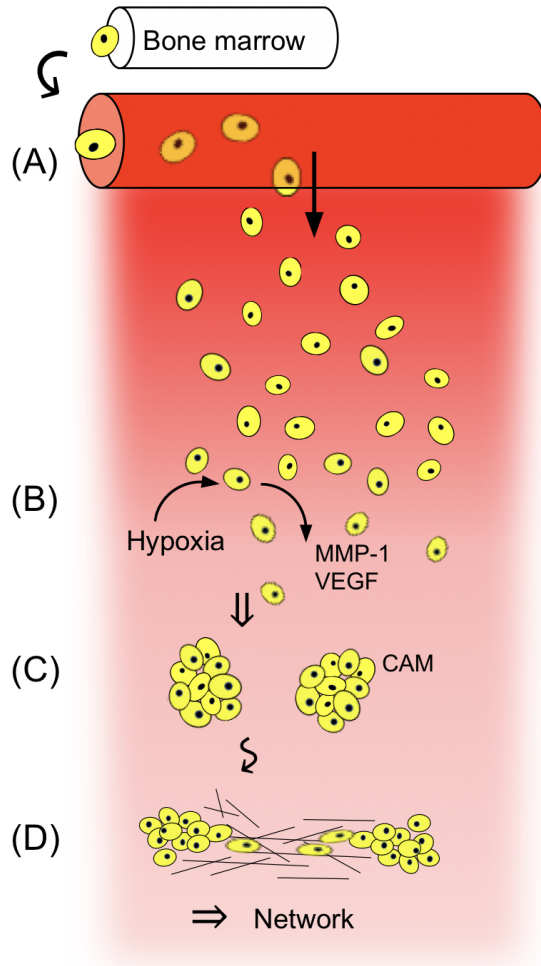 Bone marrow
(A)
(B)
Hypoxia
MMP-1
VEGF
(C)
CAM
(D)
⇒ Network